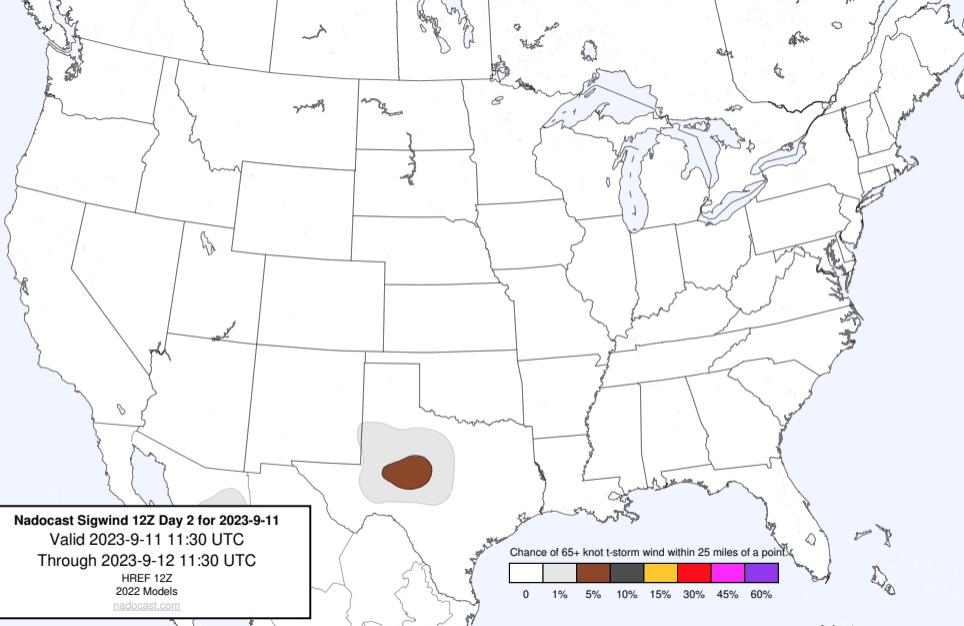 Nadocast Sigwind 12Z Day 2 for 2023-9-11
Valid 2023-9-11 11:30 UTC
Through 2023-9-12 11:30 UTC
HREF 12Z
2022 Models
nadocast.com
Chance of 65+ knot t-storm wind within 25 miles of a point.
0 1% 5% 10% 15% 30% 45% 60%